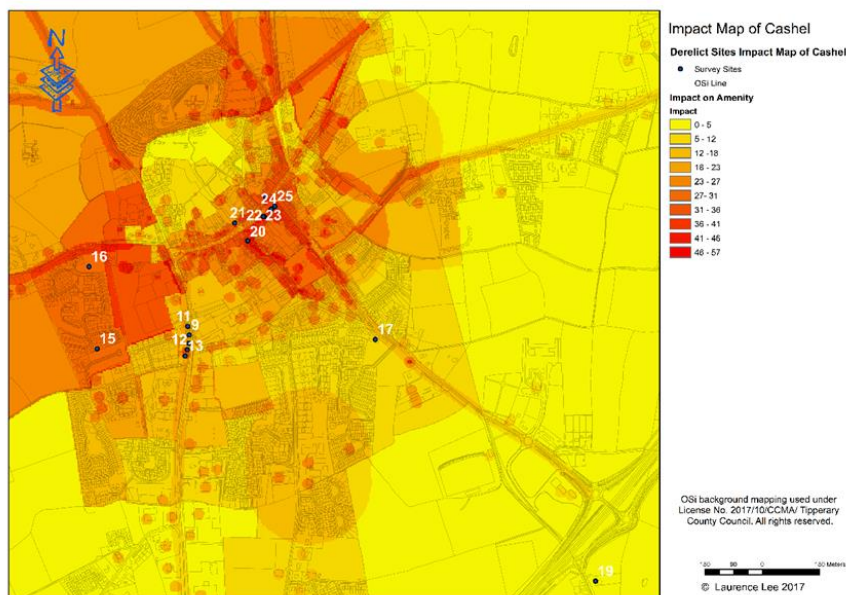 Impact Map of Cashel
Derelict Sites Impact Map of Cashel
Survey Sites
OSi Line
Impact on Amenity
Impact
0 - 5
5 - 12
12 -18
16 - 23
23 - 27
27- 31
31 - 36
36 - 41
41 - 46
46 - 57
N
24 25
21 22 23
20
16
11
9
12 13
15
17
19
OSi background mapping used under
License No. 2017/10/CCMA/ Tipperary
County Council. All rights reserved.
90 0
Meters
© Laurence Lee 2017